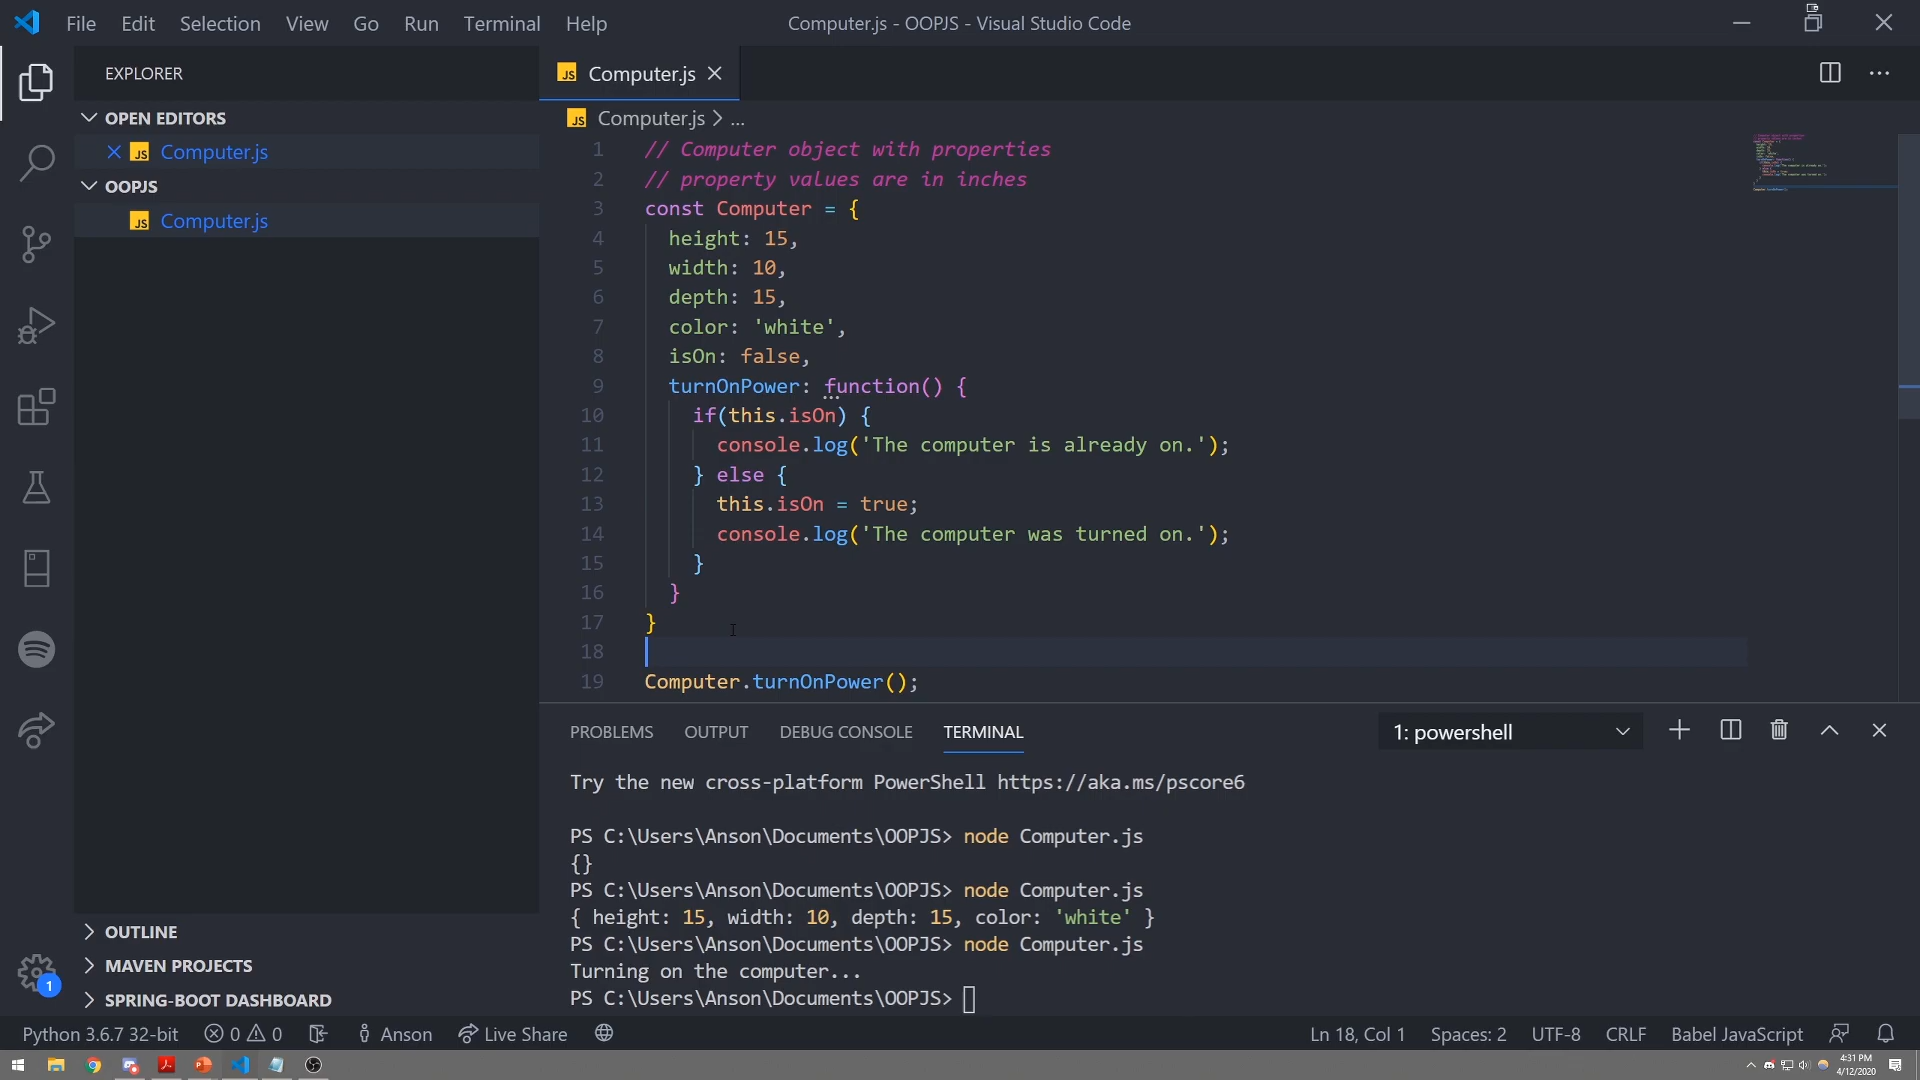 File Edit Selection View Go Run Terminal Help
Computer.js - OOPJS - Visual Studio Code
EXPLORER
OPEN EDITORS
JS Computer.js
OOPJS
JS Computer.js
OUTLINE
MAVEN PROJECTS
SPRING-BOOT DASHBOARD
1
JS Computer.js
JS Computer.js > ...
1 // Computer object with properties
2 // property values are in inches
3 const Computer = {
4 height: 15,
5 width: 10,
6 depth: 15,
7 color: 'white',
8 isOn: false,
9 turnOnPower: function() {
10 if(this.isOn) {
11 console.log('The computer is already on.');
12 } else {
13 this.isOn = true;
14 console.log('The computer was turned on.');
15 }
16 }
17 }
18
19 Computer.turnOnPower();
PROBLEMS OUTPUT DEBUG CONSOLE TERMINAL
1: powershell
Try the new cross-platform PowerShell https://aka.ms/pscore6
PS C:\Users\Anson\Documents\OOPJS> node Computer.js
{}
PS C:\Users\Anson\Documents\OOPJS> node Computer.js
{ height: 15, width: 10, depth: 15, color: 'white' }
PS C:\Users\Anson\Documents\OOPJS> node Computer.js
Turning on the computer...
PS C:\Users\Anson\Documents\OOPJS>
Python 3.6.7 32-bit 0 0 Anson Live Share
Ln 18, Col 1 Spaces: 2 UTF-8 CRLF Babel JavaScript
4:31 PM
4/12/2020